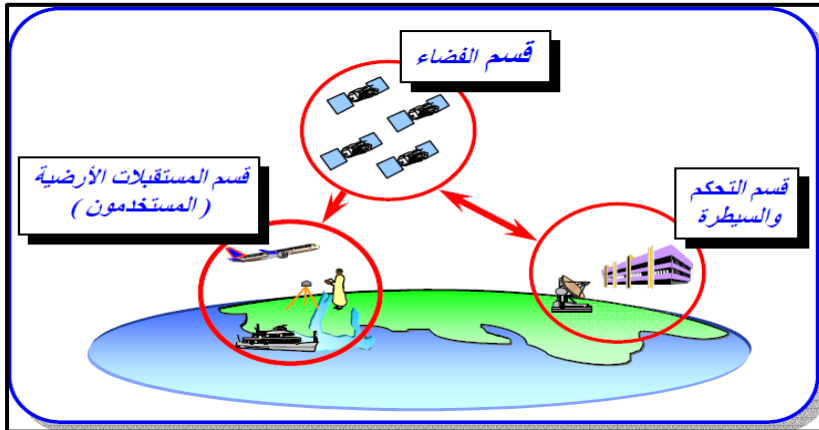 قسم الفضاء
قسم المستقبلات الأرضية
( المستخدمون )
قسم التحكم
والسيطرة